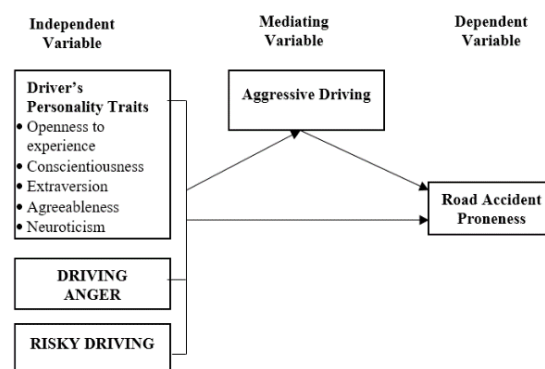 Independent
Variable
Mediating
Variable
Dependent
Variable
Driver's
Personality Traits
• Openness to
experience
• Conscientiousness
• Extraversion
• Agreeableness
• Neuroticism
DRIVING
ANGER
RISKY DRIVING
Aggressive Driving
Road Accident
Proneness